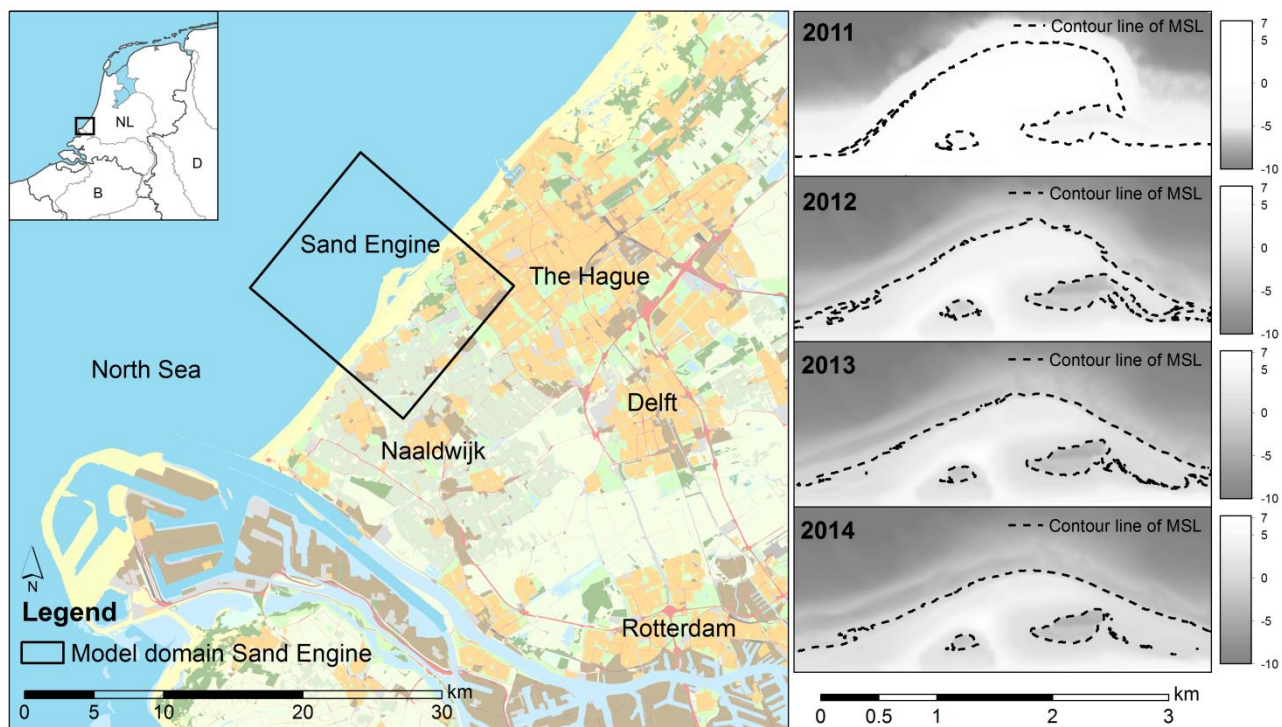 NL
D
B
Sand Engine
The Hague
North Sea
Delft
Naaldwijk
N
Legend
Rotterdam
Model domain Sand Engine
km
0 5 10 20 30
2011
Contour line of MSL
7
5
0
-5
-10
2012
Contour line of MSL
7
5
0
-5
-10
2013
Contour line of MSL
7
5
0
-5
-10
2014
Contour line of MSL
7
5
0
-5
-10
km
0 0.5 1 2 3